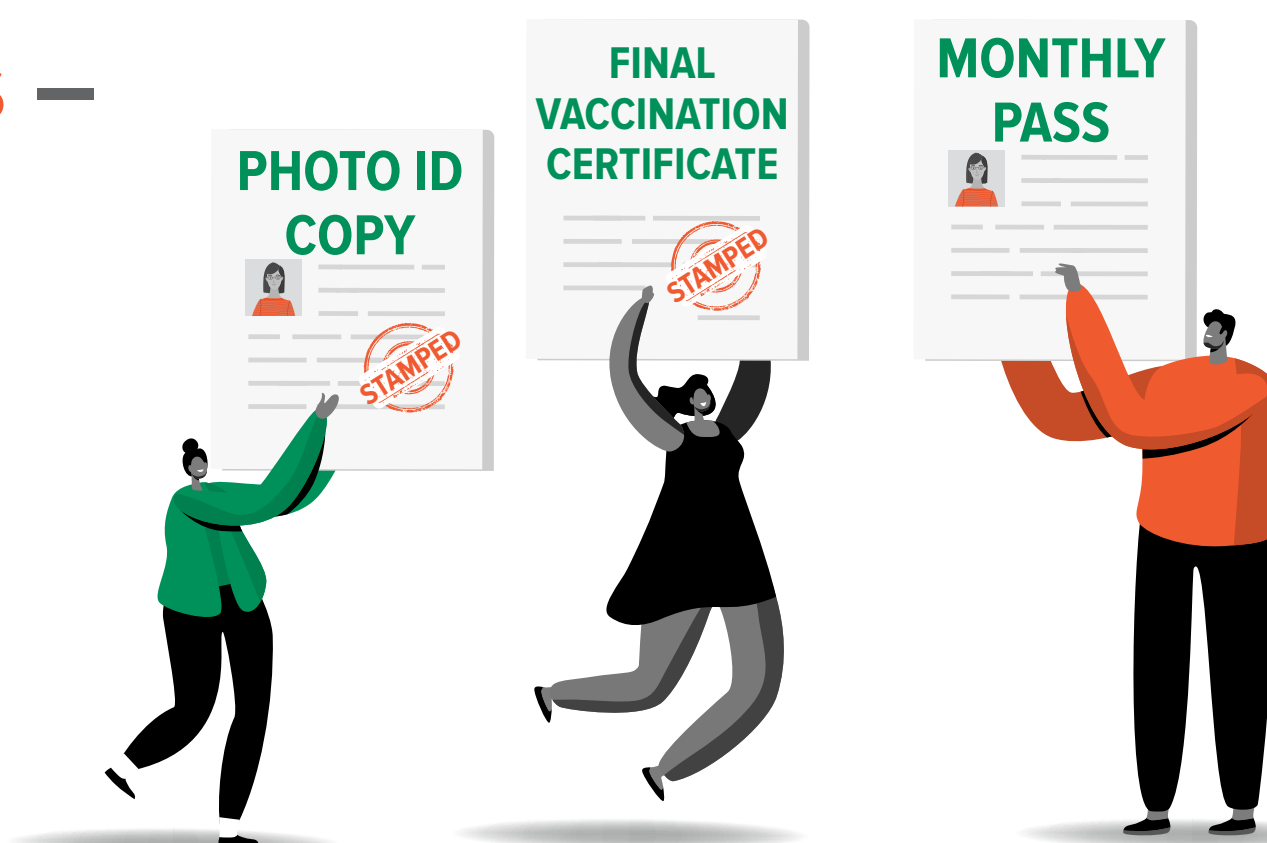 PHOTO ID
COPY
STAMPED
FINAL
VACCINATION
CERTIFICATE
STAMPED
MONTHLY
PASS